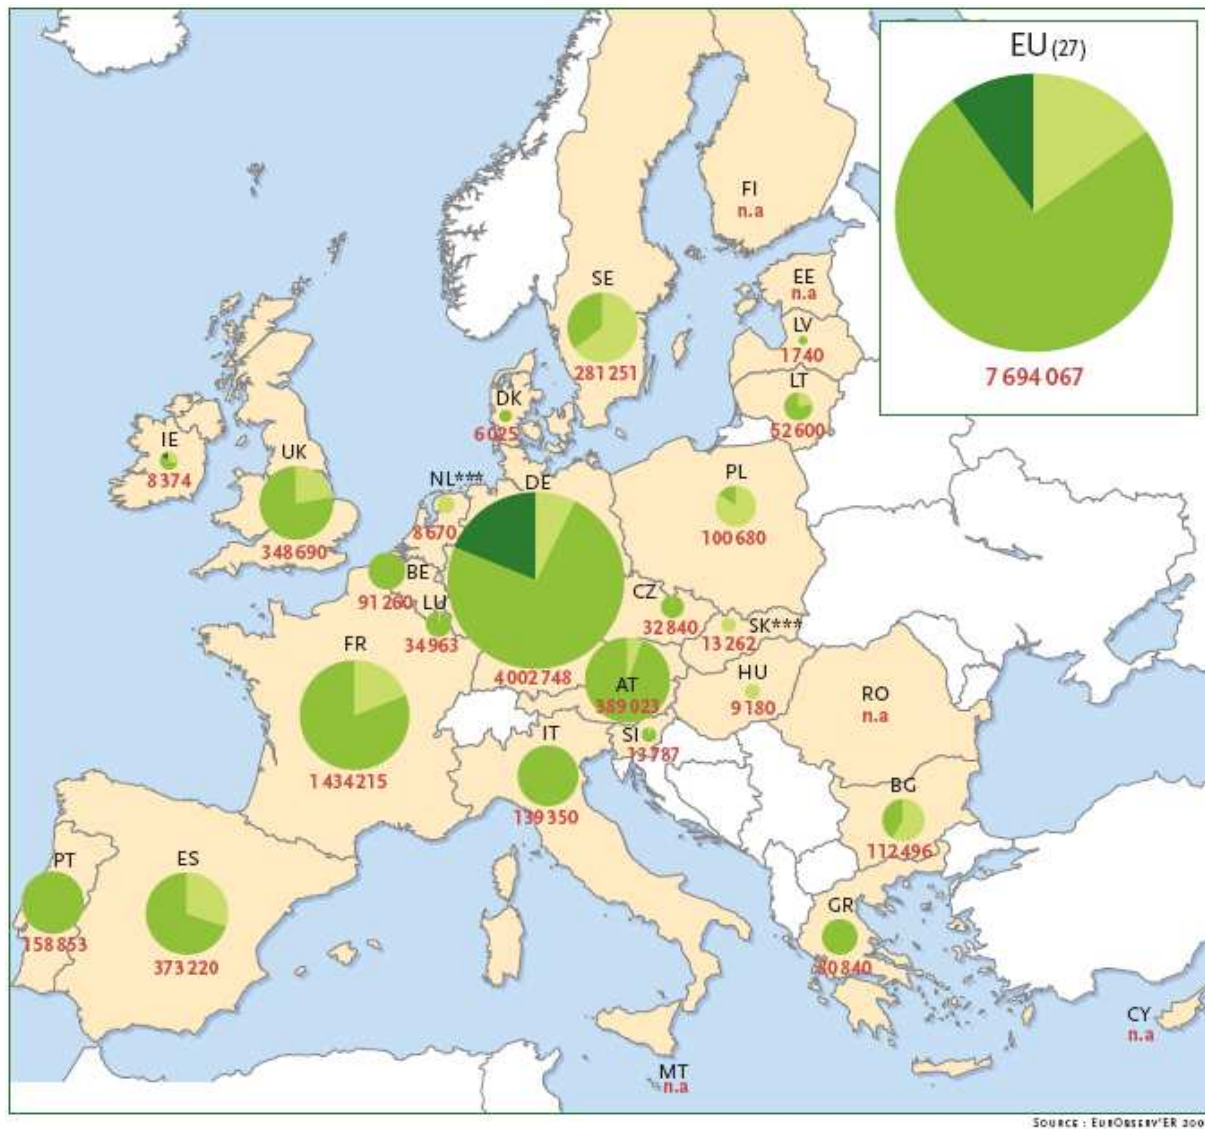 EU (27)
7 694 067
FI
n.a
SE
281 251
EE
n.a
LV
1 740
LT
52 600
DK
6 025
IE
8 374
UK
348 690
NL***
8 670
DE
4 002 748
PL
100 680
BE
91 260
LU
34 963
CZ
32 840
SK***
13 262
FR
1 434 215
AT
389 023
HU
9 180
RO
n.a
SI
13 787
IT
139 350
BG
112 496
PT
158 853
ES
373 220
GR
80 840
CY
n.a
MT
n.a
SOURCE : EUROBSERV'ER